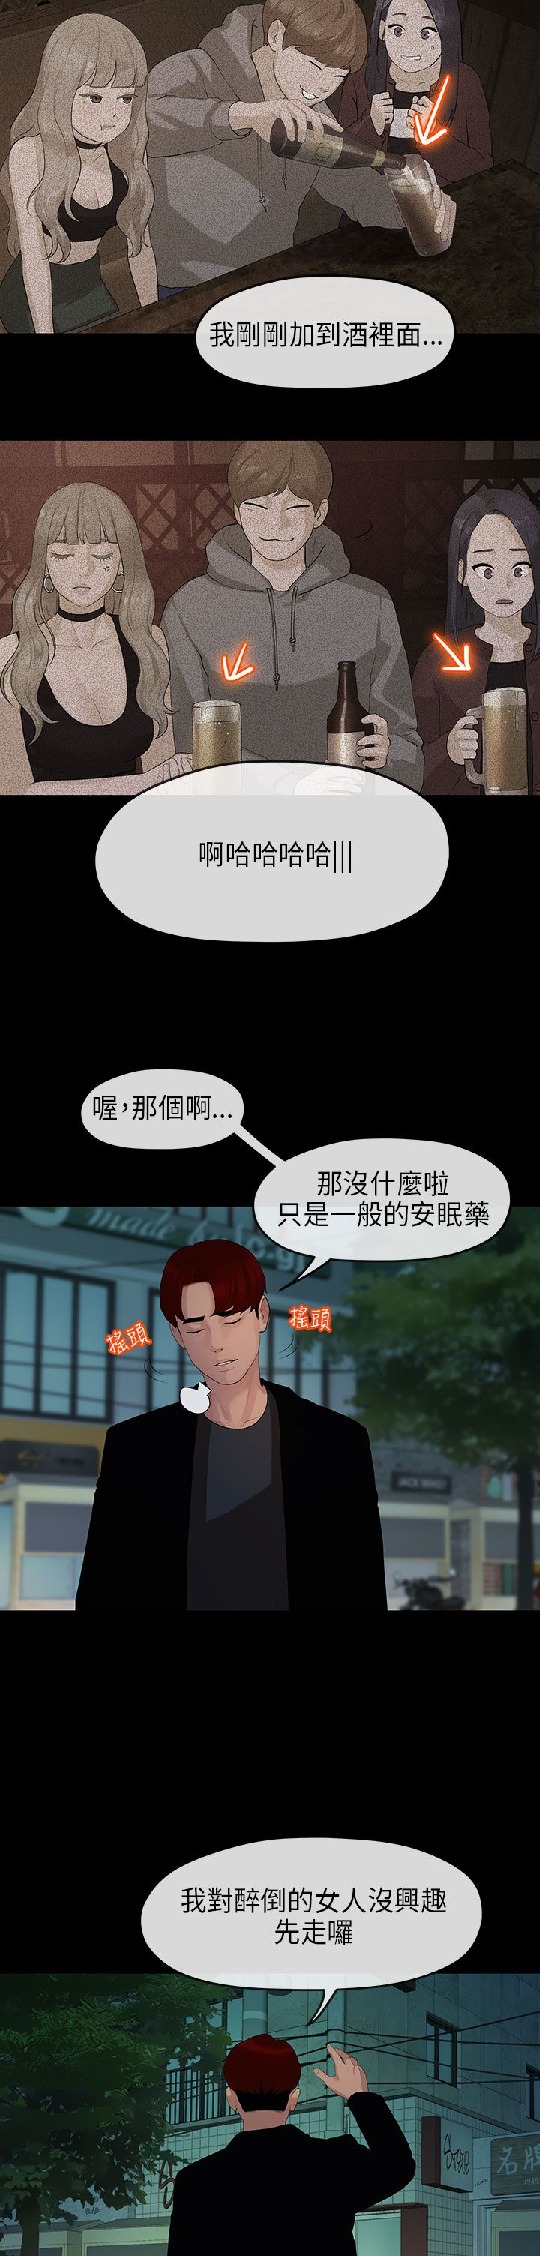 我剛剛加到酒裡面...
啊哈哈哈哈|||
喔,那個啊...
那沒什麼啦
只是一般的安眠藥
搖頭
搖頭
我對醉倒的女人沒興趣
先走囉
名牌